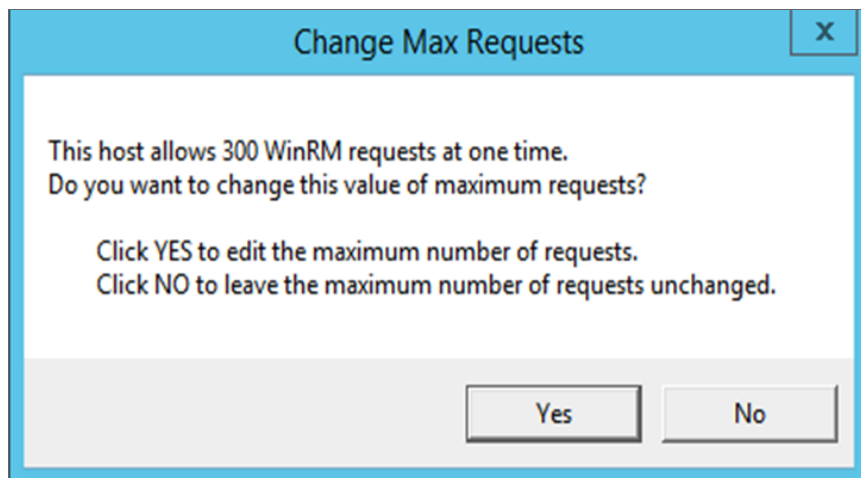 Change Max Requests
x
This host allows 300 WinRM requests at one time.
Do you want to change this value of maximum requests?
Click YES to edit the maximum number of requests.
Click NO to leave the maximum number of requests unchanged.
Yes No